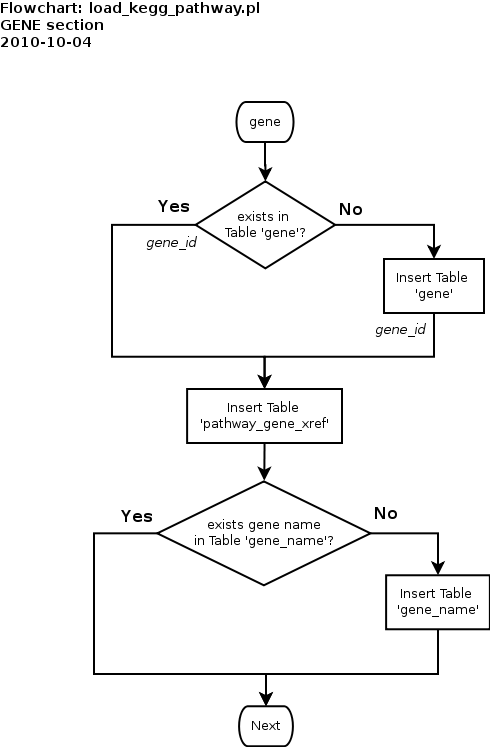 Flowchart: load_kegg_pathway.pl
GENE section
2010-10-04
gene
exists in
Table 'gene'?
Yes
No
gene_id
Insert Table
'gene'
gene_id
Insert Table
'pathway_gene_xref'
exists gene name
in Table 'gene_name'?
Yes
No
Insert Table
'gene_name'
Next